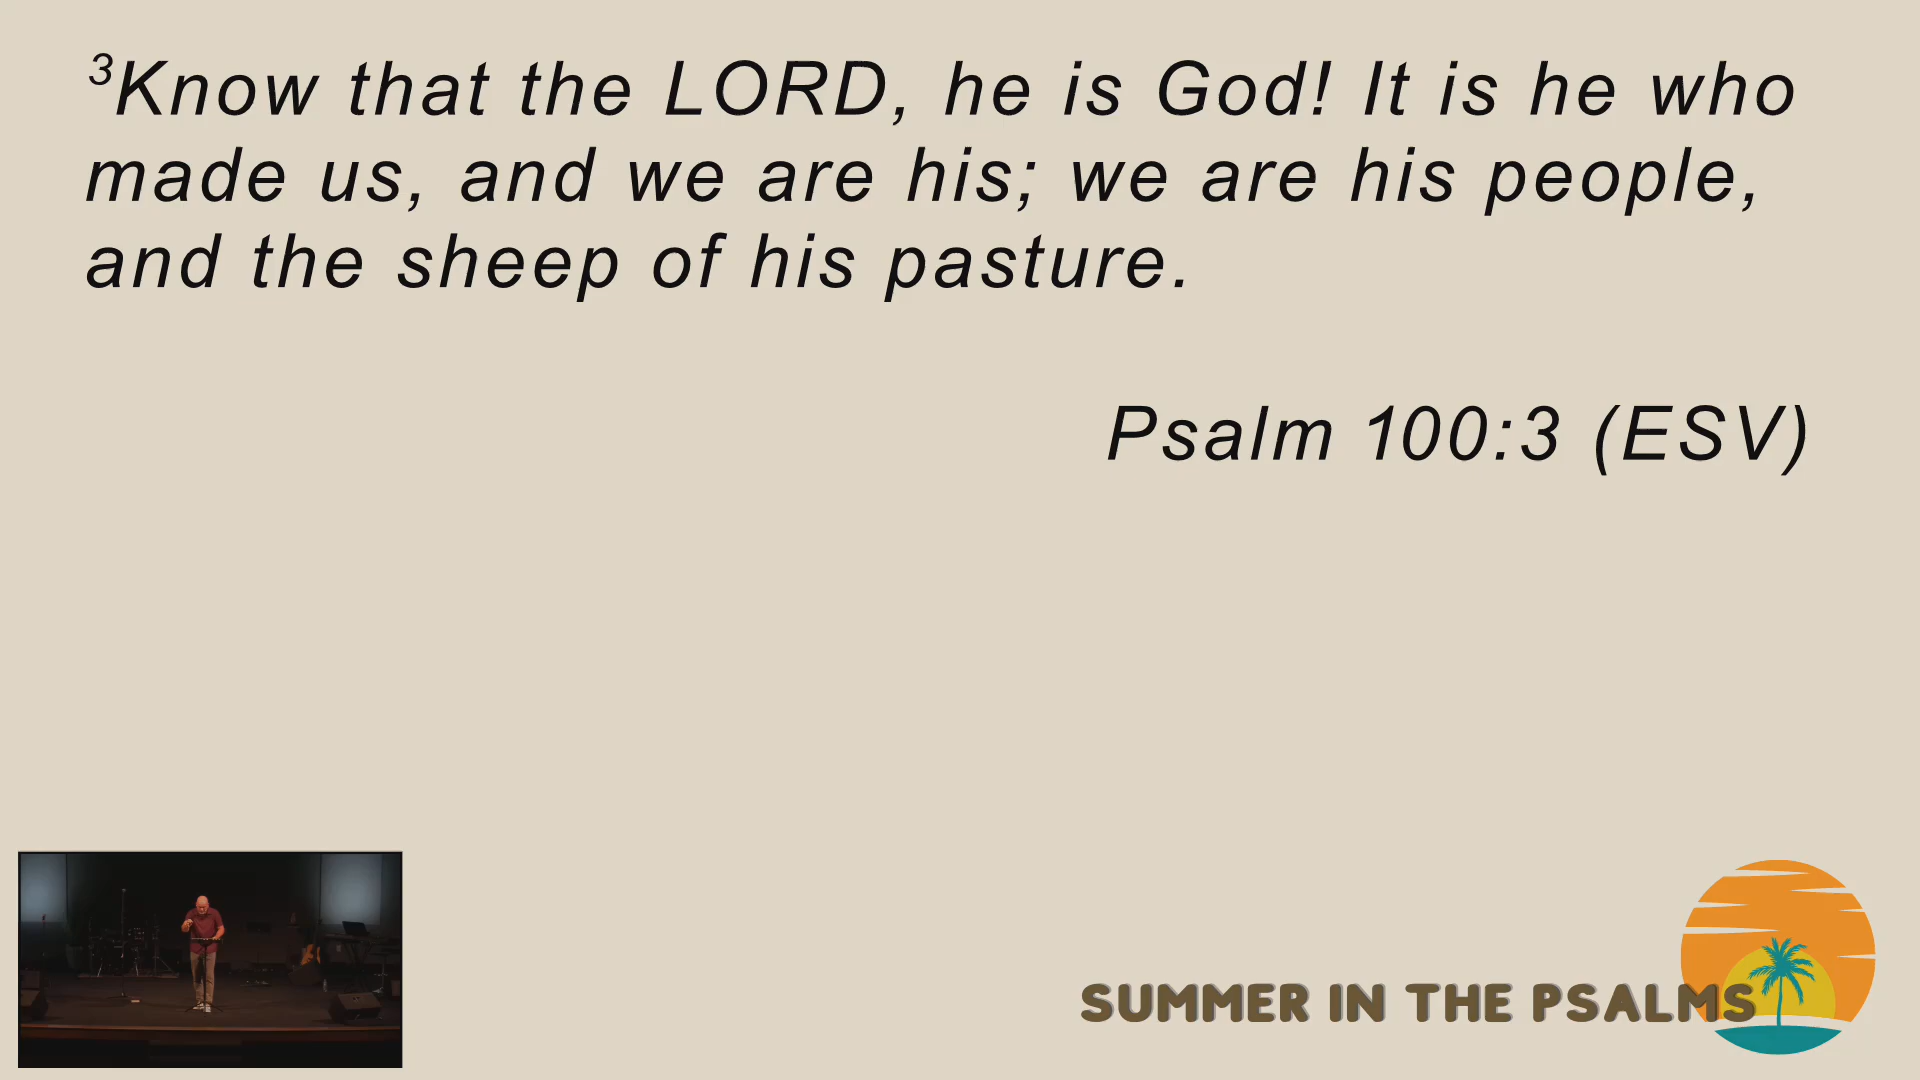 ³Know that the LORD, he is God! It is he who
made us, and we are his; we are his people,
and the sheep of his pasture.
Psalm 100:3 (ESV)
SUMMER IN THE PSALMS